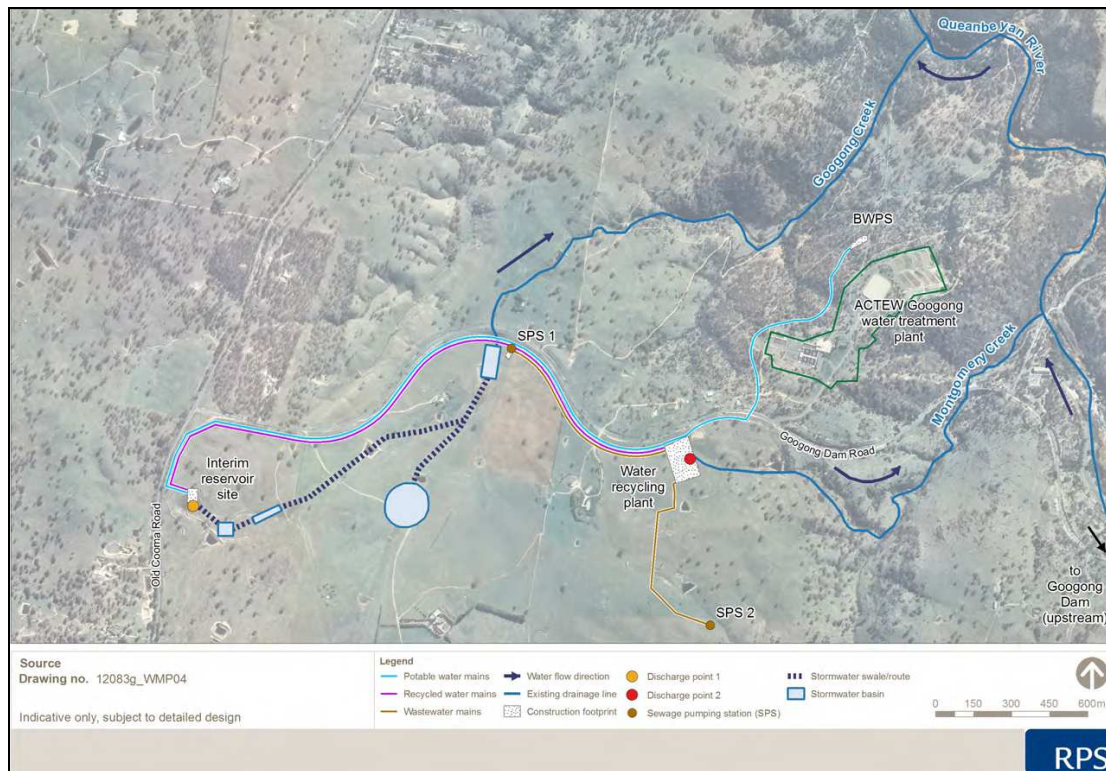 Queanbeyan River
Googong Creek
BWPS
ACTEW Googong
water treatment
plant
SPS 1
Montgomery Creek
Googong Dam Road
Interim
reservoir
site
Water
recycling
plant
Old Cooma Road
SPS 2
to
Googong
Dam
(upstream)
Source
Drawing no. 12083g_WMP04
Indicative only, subject to detailed design
Legend
Potable water mains
Recycled water mains
Wastewater mains
Water flow direction
Existing drainage line
Construction footprint
Discharge point 1
Discharge point 2
Sewage pumping station (SPS)
Stormwater swale/route
Stormwater basin
0 150 300 450 600m
RPS